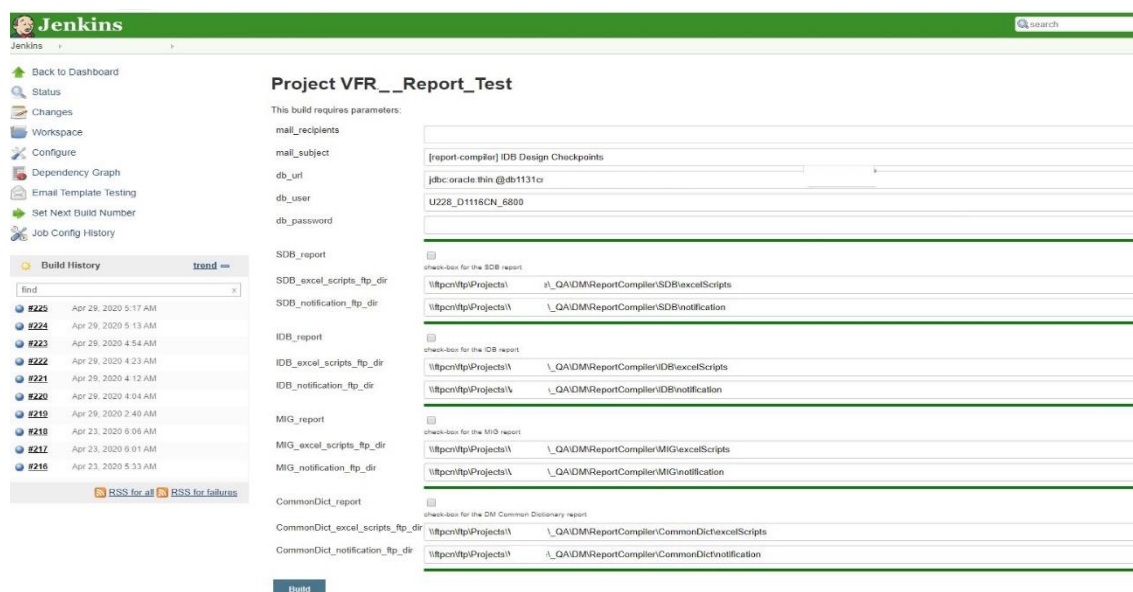 Jenkins
search
Jenkins
Back to Dashboard
Status
Changes
Workspace
Configure
Dependency Graph
Email Template Testing
Set Next Build Number
Job Config History
Build History trend
find x
#225 Apr 29, 2020 5:17 AM
#224 Apr 29, 2020 5:13 AM
#223 Apr 29, 2020 4:54 AM
#222 Apr 29, 2020 4:23 AM
#221 Apr 29, 2020 4:12 AM
#220 Apr 29, 2020 4:04 AM
#219 Apr 29, 2020 2:40 AM
#218 Apr 23, 2020 6:06 AM
#217 Apr 23, 2020 6:01 AM
#216 Apr 23, 2020 5:33 AM
RSS for all RSS for failures
Project VFR__Report_Test
This build requires parameters:
mail_recipients
mail_subject [report-compiler] IDB Design Checkpoints
db_url jdbc:oracle:thin:@db1131cr
db_user U228_D1116CN_6800
db_password
SDB_report
check-box for the SDB report
SDB_excel_scripts_ftp_dir \\ftpcn\ftp\Projects\ \_QA\DM\ReportCompiler\SDB\excelScripts
SDB_notification_ftp_dir \\ftpcn\ftp\Projects\ \_QA\DM\ReportCompiler\SDB\notification
IDB_report
check-box for the IDB report
IDB_excel_scripts_ftp_dir \\ftpcn\ftp\Projects\ \_QA\DM\ReportCompiler\IDB\excelScripts
IDB_notification_ftp_dir \\ftpcn\ftp\Projects\ \_QA\DM\ReportCompiler\IDB\notification
MIG_report
check-box for the MIG report
MIG_excel_scripts_ftp_dir \\ftpcn\ftp\Projects\ \_QA\DM\ReportCompiler\MIG\excelScripts
MIG_notification_ftp_dir \\ftpcn\ftp\Projects\ \_QA\DM\ReportCompiler\MIG\notification
CommonDict_report
check-box for the DM Common Dictionary report
CommonDict_excel_scripts_ftp_dir \\ftpcn\ftp\Projects\ \_QA\DM\ReportCompiler\CommonDict\excelScripts
CommonDict_notification_ftp_dir \\ftpcn\ftp\Projects\ \_QA\DM\ReportCompiler\CommonDict\notification
Build